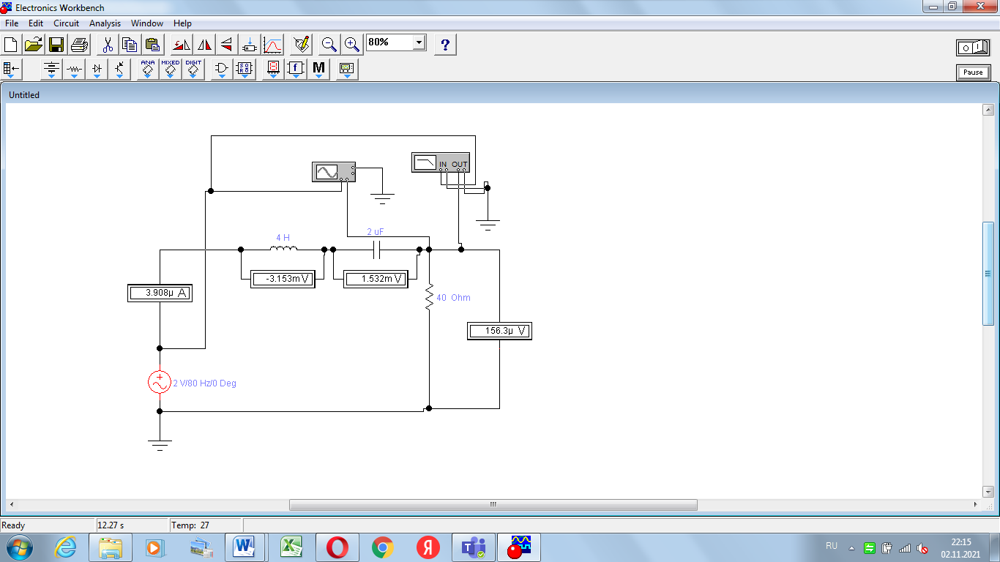 Electronics Workbench
File Edit Circuit Analysis Window Help
80%
?
ANA MIXED DIGIT
f
M
Pause
Untitled
IN OUT
4 H
2 uF
-3.153m V
1.532m V
3.908µ A
40 Ohm
156.3µ V
2 V/80 Hz/0 Deg
Ready
12.27 s
Temp: 27
RU
22:15
02.11.2021